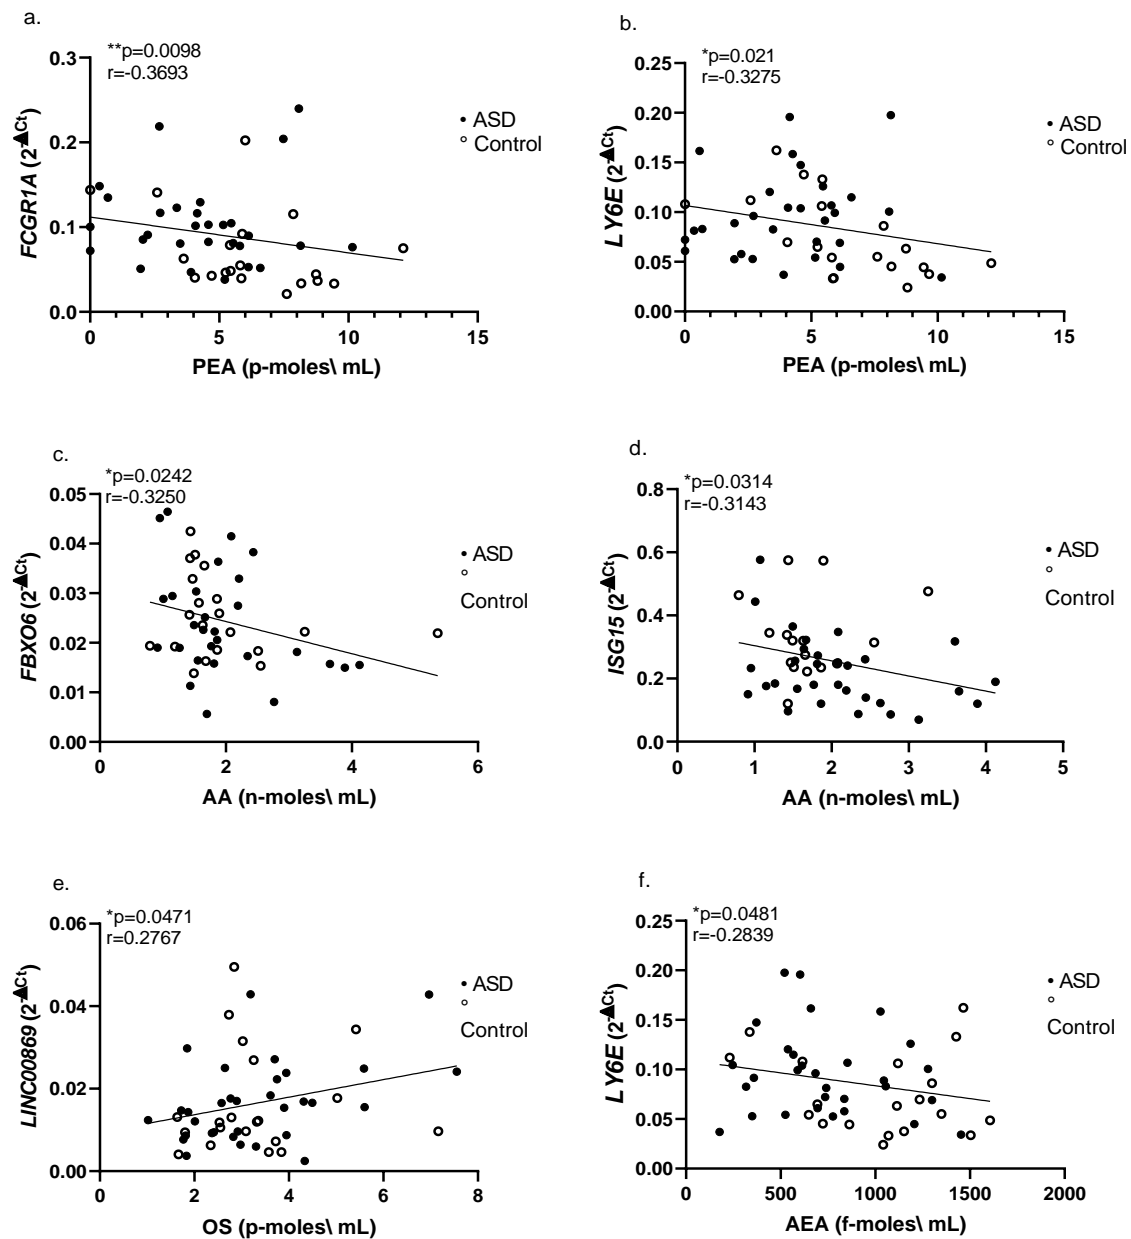 a.
**p=0.0098
r=-0.3693
0.3
0.2
0.1
0.0
FCGR1A (2-▲Ct)
0
5
10
15
PEA (p-moles\ mL)
ASD
Control
b.
*p=0.021
r=-0.3275
0.25
0.20
0.15
0.10
0.05
0.00
LY6E (2-▲Ct)
0
5
10
15
PEA (p-moles\ mL)
ASD
Control
c.
*p=0.0242
r=-0.3250
0.05
0.04
0.03
0.02
0.01
0.00
FBXO6 (2-▲Ct)
0
2
4
6
AA (n-moles\ mL)
ASD
Control
d.
*p=0.0314
r=-0.3143
0.8
0.6
0.4
0.2
0.0
ISG15 (2-▲Ct)
0
1
2
3
4
5
AA (n-moles\ mL)
ASD
Control
e.
*p=0.0471
r=0.2767
0.06
0.04
0.02
0.00
LINC00869 (2-▲Ct)
0
2
4
6
8
OS (p-moles\ mL)
ASD
Control
f.
*p=0.0481
r=-0.2839
0.25
0.20
0.15
0.10
0.05
0.00
LY6E (2-▲Ct)
0
500
1000
1500
2000
AEA (f-moles\ mL)
ASD
Control